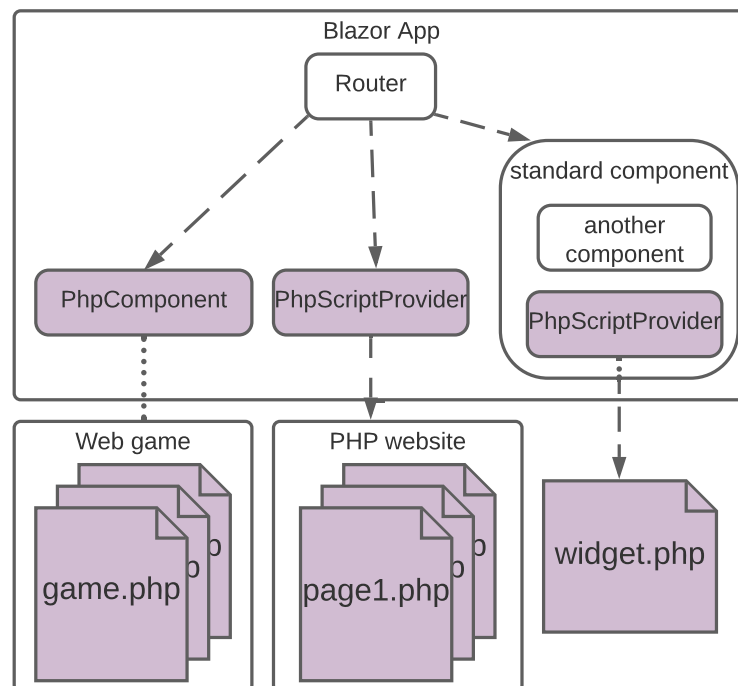 Blazor App
Router
standard component
another
component
PhpComponent
PhpScriptProvider
PhpScriptProvider
Web game
PHP website
game.php
p
p
page1.php
p
p
widget.php